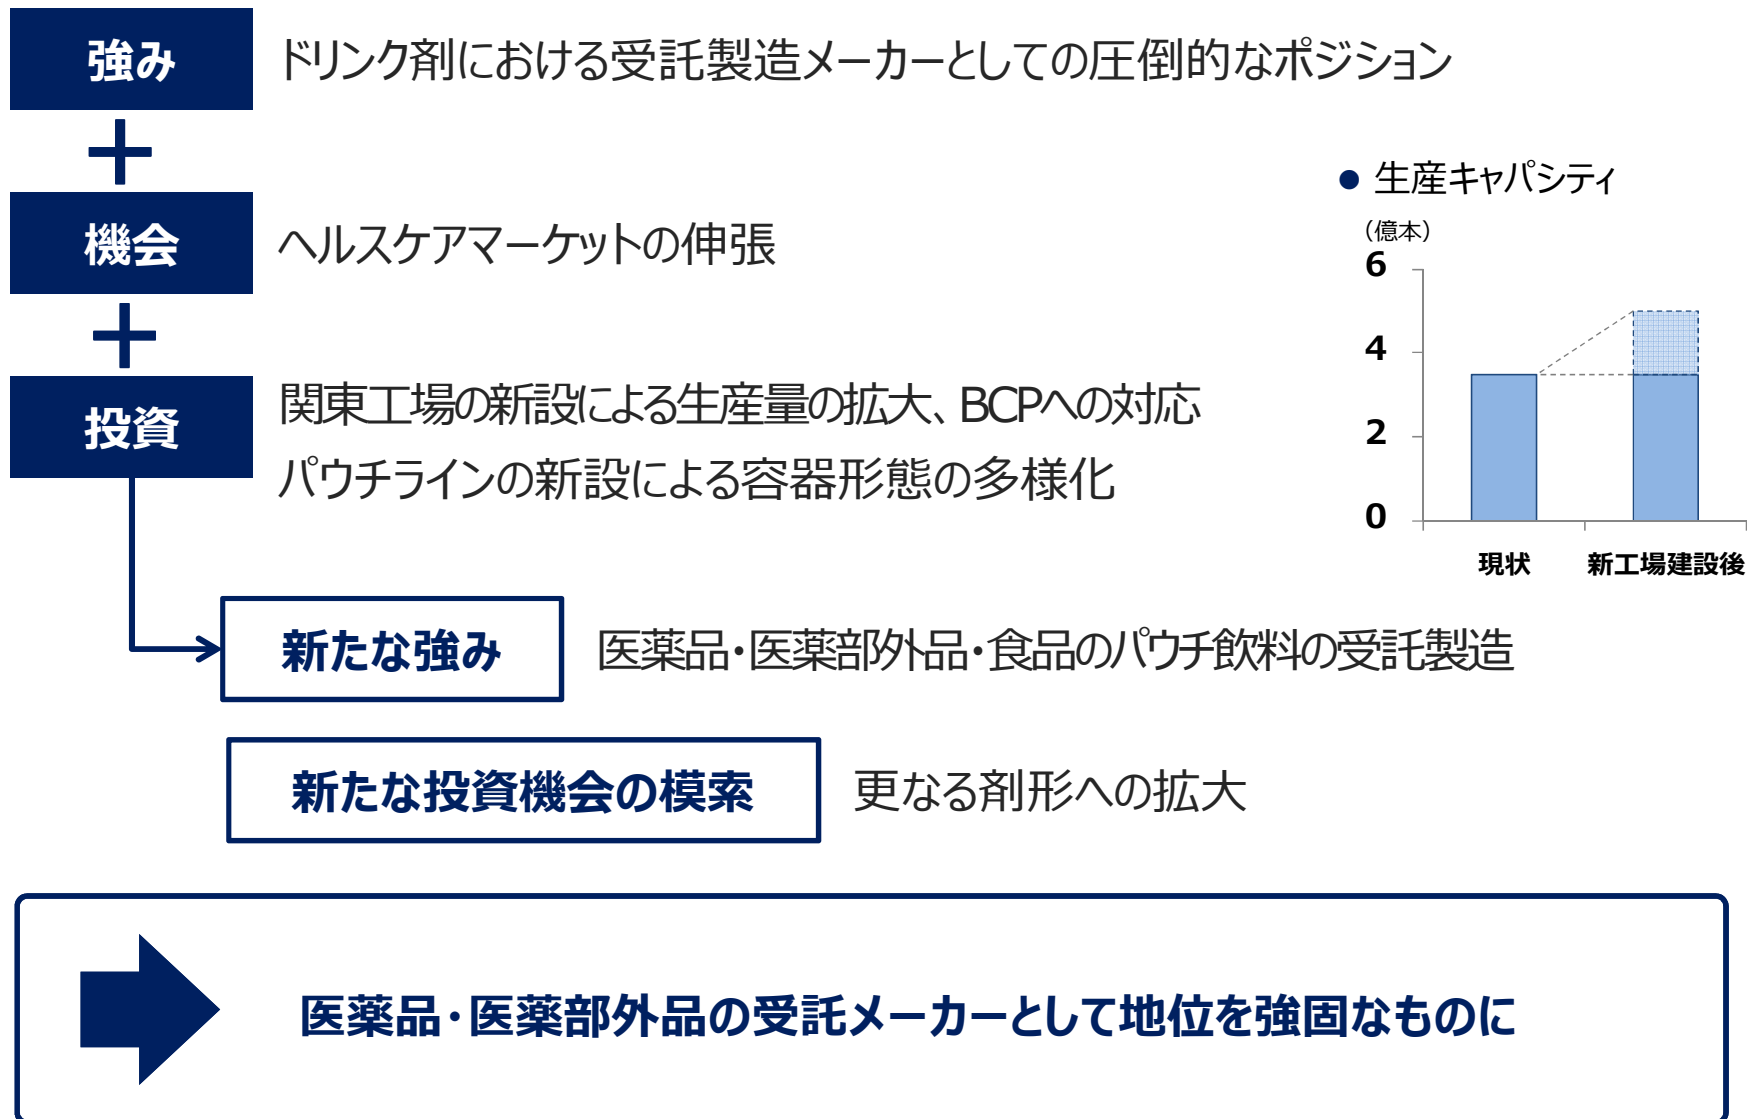 強み
ドリンク剤における受託製造メーカーとしての圧倒的なポジション
機会
ヘルスケアマーケットの伸張
投資
関東工場の新設による生産量の拡大、BCPへの対応
パウチラインの新設による容器形態の多様化
● 生産キャパシティ
（億本）
6
4
2
0
現状
新工場建設後
新たな強み
医薬品・医薬部外品・食品のパウチ飲料の受託製造
新たな投資機会の模索
更なる剤形への拡大
医薬品・医薬部外品の受託メーカーとして地位を強固なものに